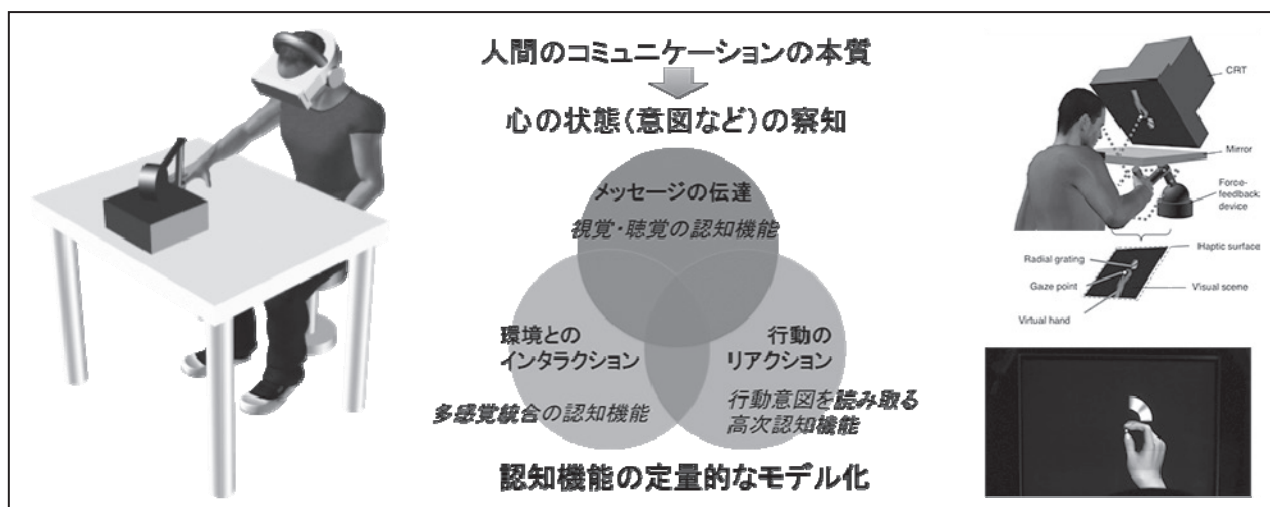 人間のコミュニケーションの本質
心の状態(意図など)の察知
メッセージの伝達
視覚・聴覚の認知機能
環境との
インタラクション
多感覚統合の認知機能
行動の
リアクション
行動意図を読み取る
高次認知機能
認知機能の定量的なモデル化
CRT
Mirror
Force-
feedback
device
Haptic surface
Radial grating
Gaze point
Visual scene
Virtual hand